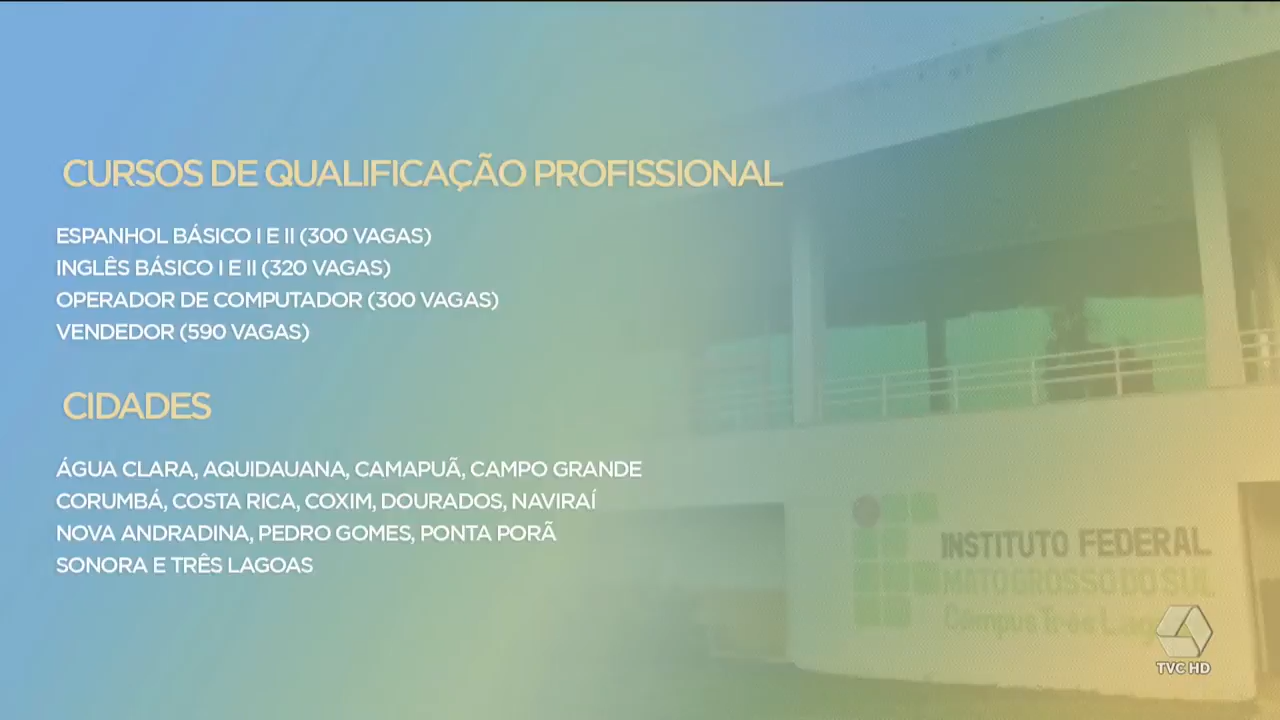 CURSOS DE QUALIFICAÇÃO PROFISSIONAL
ESPANHOL BÁSICO I E II (300 VAGAS)
INGLÊS BÁSICO I E II (320 VAGAS)
OPERADOR DE COMPUTADOR (300 VAGAS)
VENDEDOR (590 VAGAS)
CIDADES
ÁGUA CLARA, AQUIDAUANA, CAMAPUÃ, CAMPO GRANDE
CORUMBÁ, COSTA RICA, COXIM, DOURADOS, NAVIRAÍ
NOVA ANDRADINA, PEDRO GOMES, PONTA PORÃ
SONORA E TRÊS LAGOAS
INSTITUTO FEDERAL
MATO GROSSO DO SUL
Campus Três
TVC HD